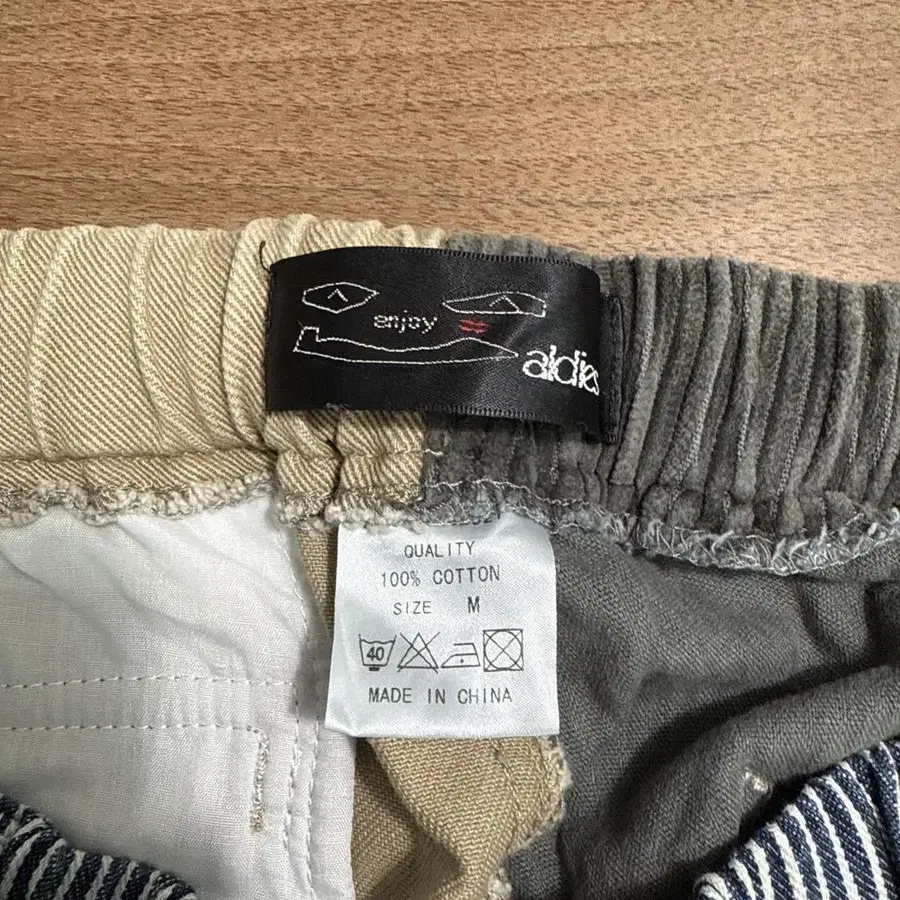 enjoy
aldies
QUALITY
100% COTTON
SIZE M
40
MADE IN CHINA